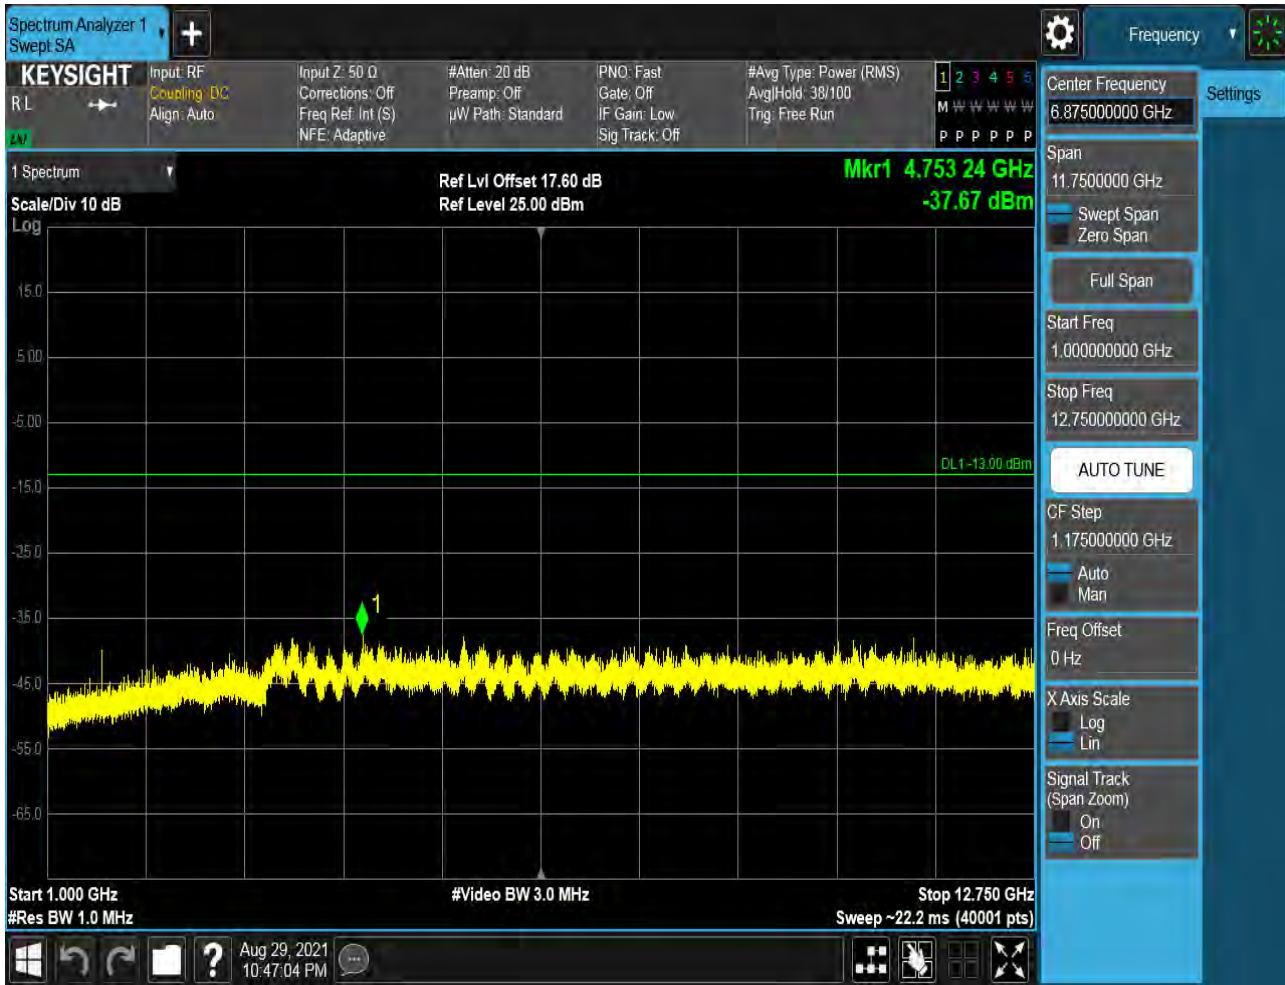 Spectrum Analyzer 1
Swept SA
+
Frequency
KEYSIGHT
R L
Input: RF
Coupling: DC
Align: Auto
Input Z: 50 Ω
Corrections: Off
Freq Ref: Int (S)
NFE: Adaptive
#Atten: 20 dB
Preamp: Off
µW Path: Standard
PNO: Fast
Gate: Off
IF Gain: Low
Sig Track: Off
#Avg Type: Power (RMS)
Avg|Hold: 38/100
Trig: Free Run
1 2 3 4 5 6
M W W W W W
P P P P P P
Center Frequency
6.875000000 GHz
Settings
1 Spectrum
Scale/Div 10 dB
Log
Ref Lvl Offset 17.60 dB
Ref Level 25.00 dBm
Mkr1 4.753 24 GHz
-37.67 dBm
15.0
5.00
-5.00
-15.0
-25.0
-35.0
-45.0
-55.0
-65.0
DL1 -13.00 dBm
1
Start 1.000 GHz
#Res BW 1.0 MHz
#Video BW 3.0 MHz
Stop 12.750 GHz
Sweep ~22.2 ms (40001 pts)
Span
11.7500000 GHz
Swept Span
Zero Span
Full Span
Start Freq
1.000000000 GHz
Stop Freq
12.750000000 GHz
AUTO TUNE
CF Step
1.175000000 GHz
Auto
Man
Freq Offset
0 Hz
X Axis Scale
Log
Lin
Signal Track
(Span Zoom)
On
Off
?
Aug 29, 2021
10:47:04 PM